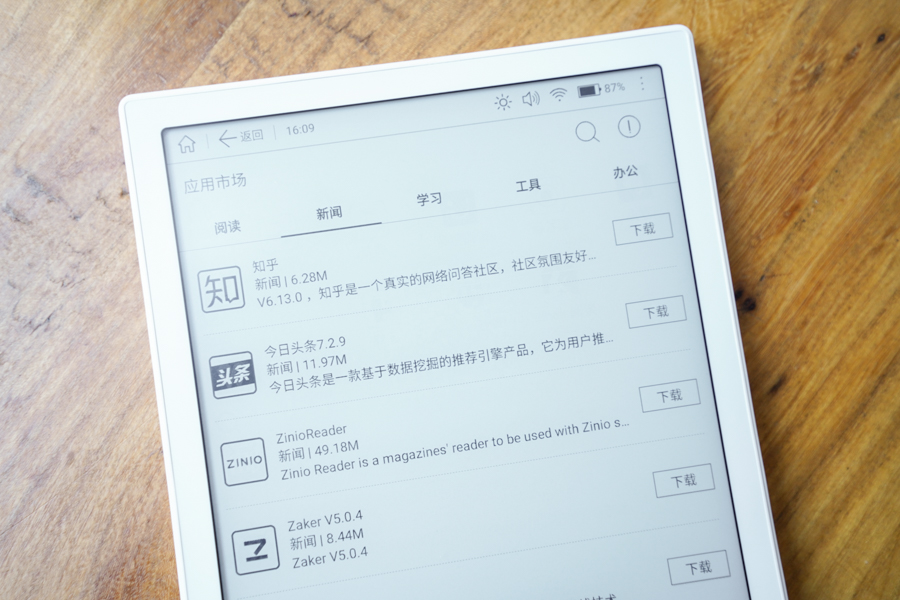 返回 16:09 87%
应用市场
阅读 新闻 学习 工具 办公
知
知乎
新闻 | 6.28M
V6.13.0 ，知乎是一个真实的网络问答社区，社区氛围友好...
下载
头条
今日头条7.2.9
新闻 | 11.97M
今日头条是一款基于数据挖掘的推荐引擎产品，它为用户推...
下载
ZINIO
ZinioReader
新闻 | 49.18M
Zinio Reader is a magazines' reader to be used with Zinio s...
下载
Zaker V5.0.4
新闻 | 8.44M
Zaker V5.0.4
下载
下载